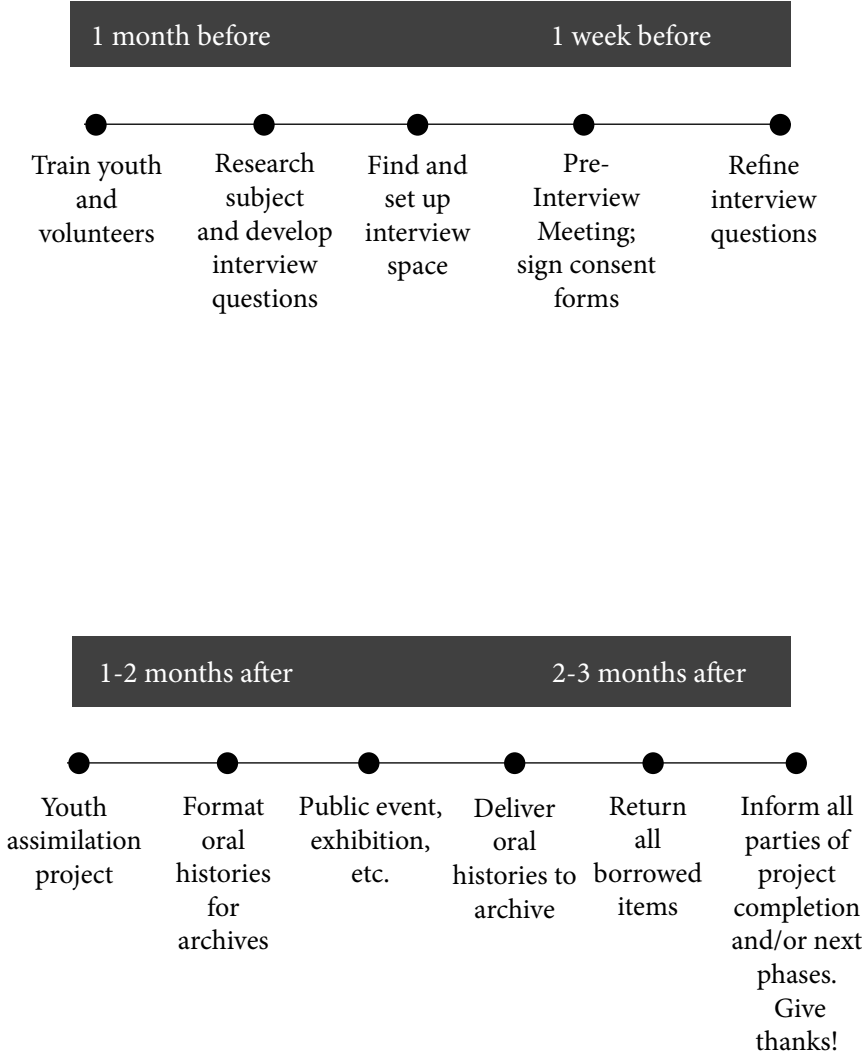 1 month before
1 week before
Train youth
and
volunteers
Research
subject
and develop
interview
questions
Find and
set up
interview
space
Pre-
Interview
Meeting;
sign consent
forms
Refine
interview
questions
1-2 months after
2-3 months after
Youth
assimilation
project
Format
oral
histories
for
archives
Public event,
exhibition,
etc.
Deliver
oral
histories to
archive
Return
all
borrowed
items
Inform all
parties of
project
completion
and/or next
phases.
Give
thanks!